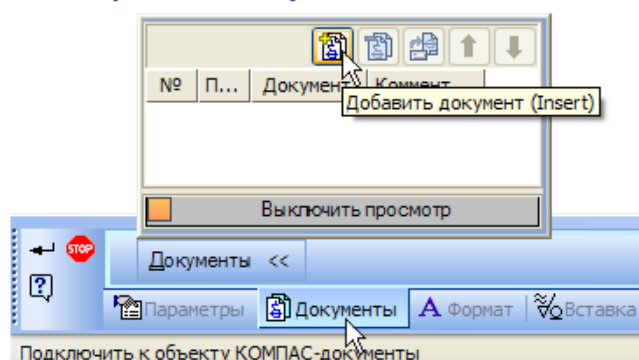 № П... Документ Коммент...
Добавить документ (Insert)
Выключить просмотр
STOP
Документы <<
Параметры Документы A Формат Вставка
Подключить к объекту КОМПАС-документы